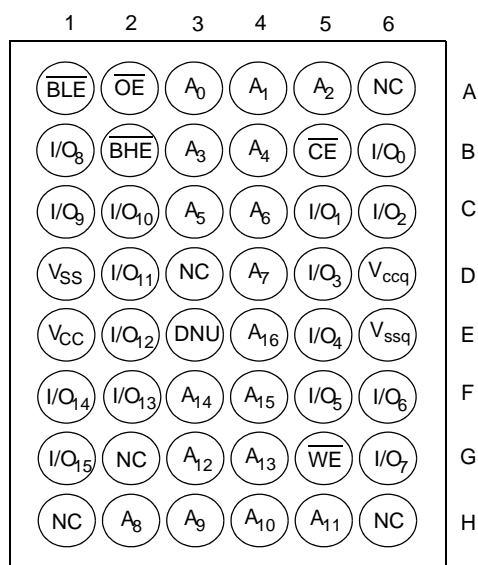 1 2 3 4 5 6
BLE OE A0 A1 A2 NC A
I/O8 BHE A3 A4 CE I/O0 B
I/O9 I/O10 A5 A6 I/O1 I/O2 C
VSS I/O11 NC A7 I/O3 Vccq D
VCC I/O12 DNU A16 I/O4 Vssq E
I/O14 I/O13 A14 A15 I/O5 I/O6 F
I/O15 NC A12 A13 WE I/O7 G
NC A8 A9 A10 A11 NC H